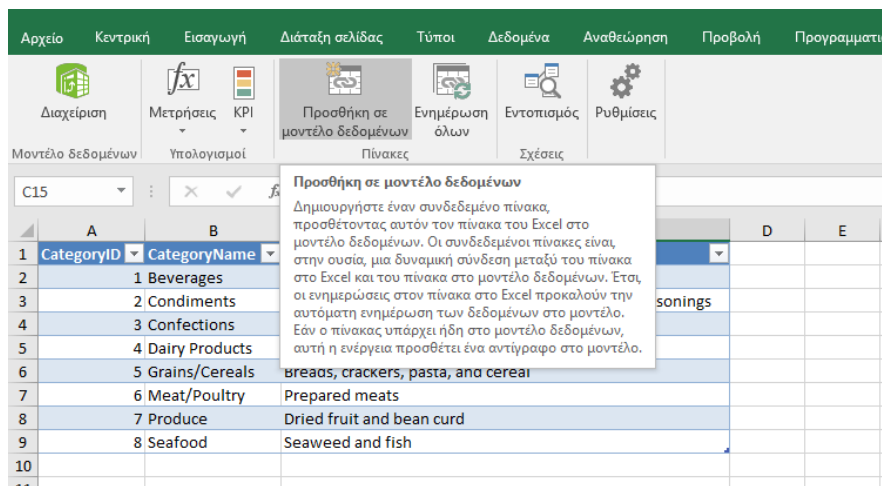 Αρχείο Κεντρική Εισαγωγή Διάταξη σελίδας Τύποι Δεδομένα Αναθεώρηση Προβολή Προγραμματι
Διαχείριση Μετρήσεις KPI Προσθήκη σε μοντέλο δεδομένων Ενημέρωση όλων Εντοπισμός Ρυθμίσεις
Μοντέλο δεδομένων Υπολογισμοί Πίνακες Σχέσεις
C15
Προσθήκη σε μοντέλο δεδομένων
Δημιουργήστε έναν συνδεδεμένο πίνακα,
προσθέτοντας αυτόν τον πίνακα του Excel στο
μοντέλο δεδομένων. Οι συνδεδεμένοι πίνακες είναι,
στην ουσία, μια δυναμική σύνδεση μεταξύ του πίνακα
στο Excel και του πίνακα στο μοντέλο δεδομένων. Έτσι,
οι ενημερώσεις στον πίνακα στο Excel προκαλούν την
αυτόματη ενημέρωση των δεδομένων στο μοντέλο.
Εάν ο πίνακας υπάρχει ήδη στο μοντέλο δεδομένων,
αυτή η ενέργεια προσθέτει ένα αντίγραφο στο μοντέλο.
A B D E
1 CategoryID CategoryName
2 1 Beverages
3 2 Condiments sonings
4 3 Confections
5 4 Dairy Products
6 5 Grains/Cereals Breads, crackers, pasta, and cereal
7 6 Meat/Poultry Prepared meats
8 7 Produce Dried fruit and bean curd
9 8 Seafood Seaweed and fish
10